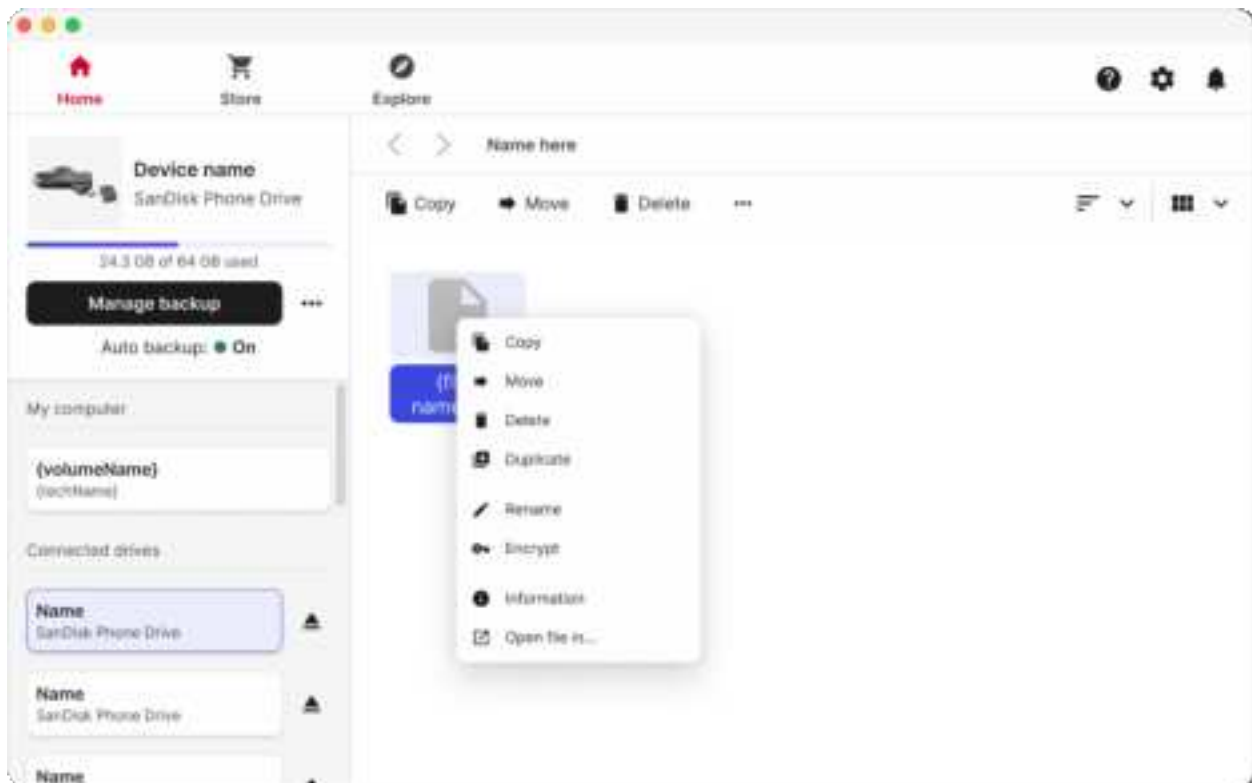 Home
Store
Explore
Device name
SanDisk Phone Drive
24.3 GB of 64 GB used
Manage backup
Auto backup: On
My computer
{volumeName}
{techName}
Connected drives
Name
SanDisk Phone Drive
Name
SanDisk Phone Drive
Name
Name here
Copy
Move
Delete
Copy
Move
Delete
Duplicate
Rename
Encrypt
Information
Open file in...